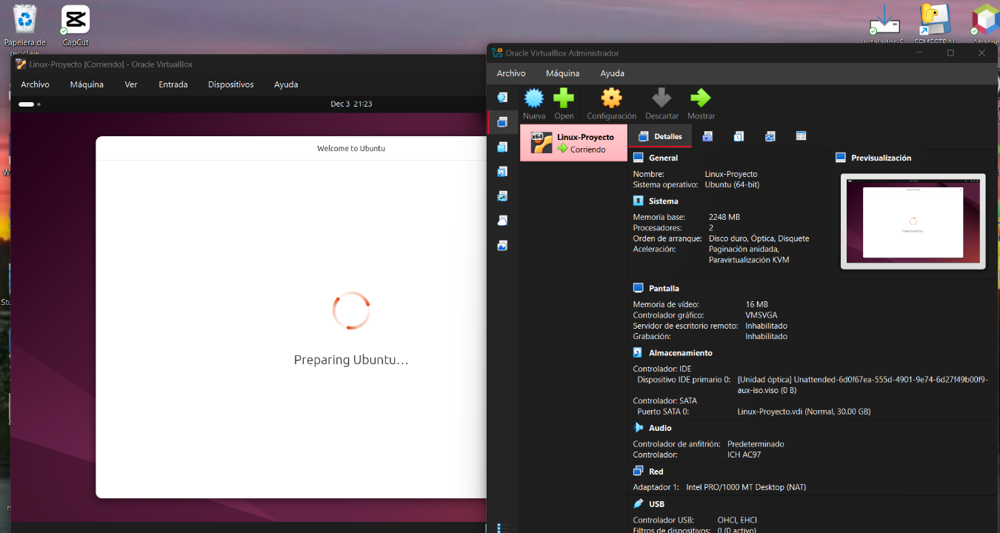 Papelera de
reciclaje
CapCut
SEMESTRAL
Apache
Linux-Proyecto [Corriendo] - Oracle VirtualBox
Archivo Máquina Ver Entrada Dispositivos Ayuda
Dec 3 21:23
Welcome to Ubuntu
Preparing Ubuntu...
Oracle VirtualBox Administrador
Archivo Máquina Ayuda
Nueva Open Configuración Descartar Mostrar
x64
Linux-Proyecto
Corriendo
Detalles
General
Nombre: Linux-Proyecto
Sistema operativo: Ubuntu (64-bit)
Previsualización
Sistema
Memoria base: 2248 MB
Procesadores: 2
Orden de arranque: Disco duro, Óptica, Disquete
Aceleración: Paginación anidada,
Paravirtualización KVM
Pantalla
Memoria de vídeo: 16 MB
Controlador gráfico: VMSVGA
Servidor de escritorio remoto: Inhabilitado
Grabación: Inhabilitado
Almacenamiento
Controlador: IDE
Dispositivo IDE primario 0: [Unidad óptica] Unattended-6d0f67ea-555d-4901-9e74-6d27f49b00f9-
aux-iso.viso (0 B)
Controlador: SATA
Puerto SATA 0: Linux-Proyecto.vdi (Normal, 30.00 GB)
Audio
Controlador de anfitrión: Predeterminado
Controlador: ICH AC97
Red
Adaptador 1: Intel PRO/1000 MT Desktop (NAT)
USB
Controlador USB: OHCI, EHCI
Filtros de dispositivos: 0 (0 activo)